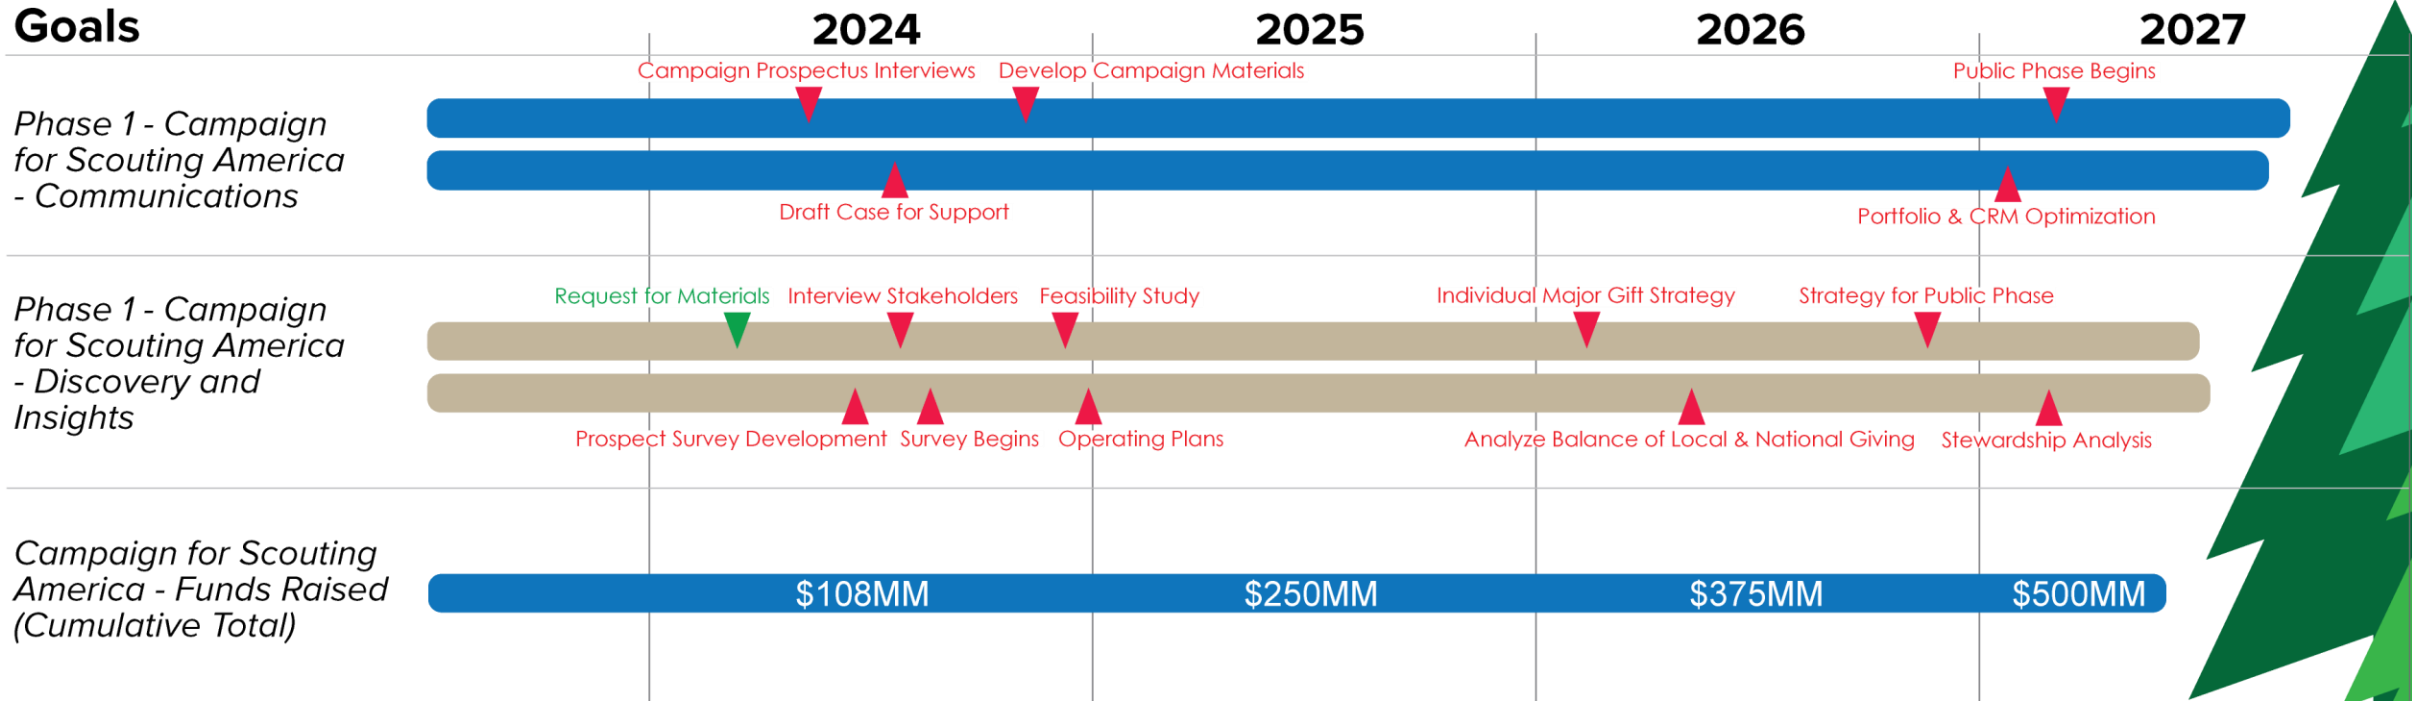 Goals
2024
2025
2026
2027
Campaign Prospectus Interviews
Develop Campaign Materials
Public Phase Begins
Phase 1 - Campaign
for Scouting America
- Communications
Draft Case for Support
Portfolio & CRM Optimization
Request for Materials
Interview Stakeholders
Feasibility Study
Individual Major Gift Strategy
Strategy for Public Phase
Phase 1 - Campaign
for Scouting America
- Discovery and
Insights
Prospect Survey Development
Survey Begins
Operating Plans
Analyze Balance of Local & National Giving
Stewardship Analysis
Campaign for Scouting
America - Funds Raised
(Cumulative Total)
$108MM
$250MM
$375MM
$500MM